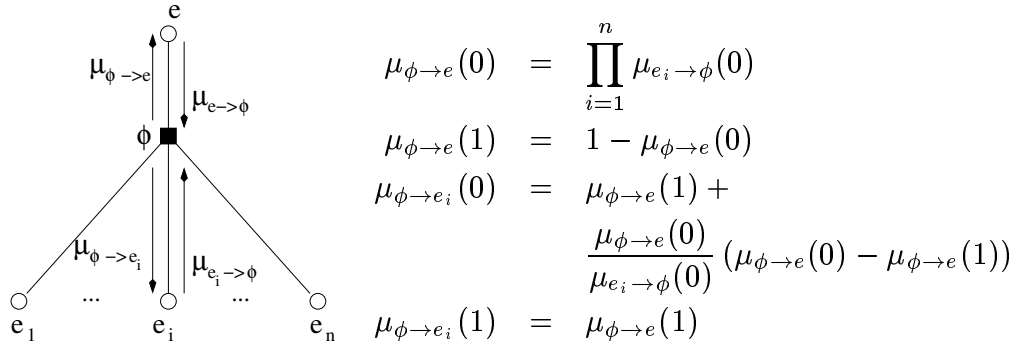 e
μ_{ϕ->e}
μ_{e->ϕ}
ϕ
μ_{ϕ->e_i}
μ_{e_i->ϕ}
... ...
e_1 e_i e_n
μ_{ϕ→e}(0) = ∏_{i=1}^{n} μ_{e_i→ϕ}(0)
μ_{ϕ→e}(1) = 1 − μ_{ϕ→e}(0)
μ_{ϕ→e_i}(0) = μ_{ϕ→e}(1) +
\frac{μ_{ϕ→e}(0)}{μ_{e_i→ϕ}(0)} (μ_{ϕ→e}(0) − μ_{ϕ→e}(1))
μ_{ϕ→e_i}(1) = μ_{ϕ→e}(1)